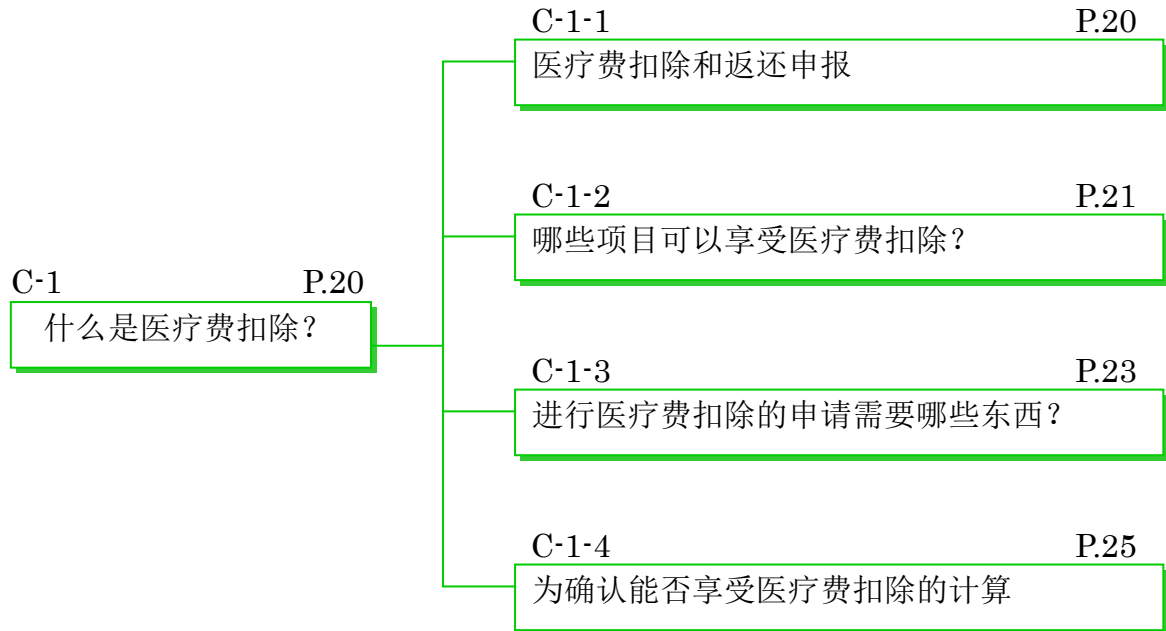 C-1 P.20
什么是医疗费扣除？
C-1-1 P.20
医疗费扣除和返还申报
C-1-2 P.21
哪些项目可以享受医疗费扣除？
C-1-3 P.23
进行医疗费扣除的申请需要哪些东西？
C-1-4 P.25
为确认能否享受医疗费扣除的计算